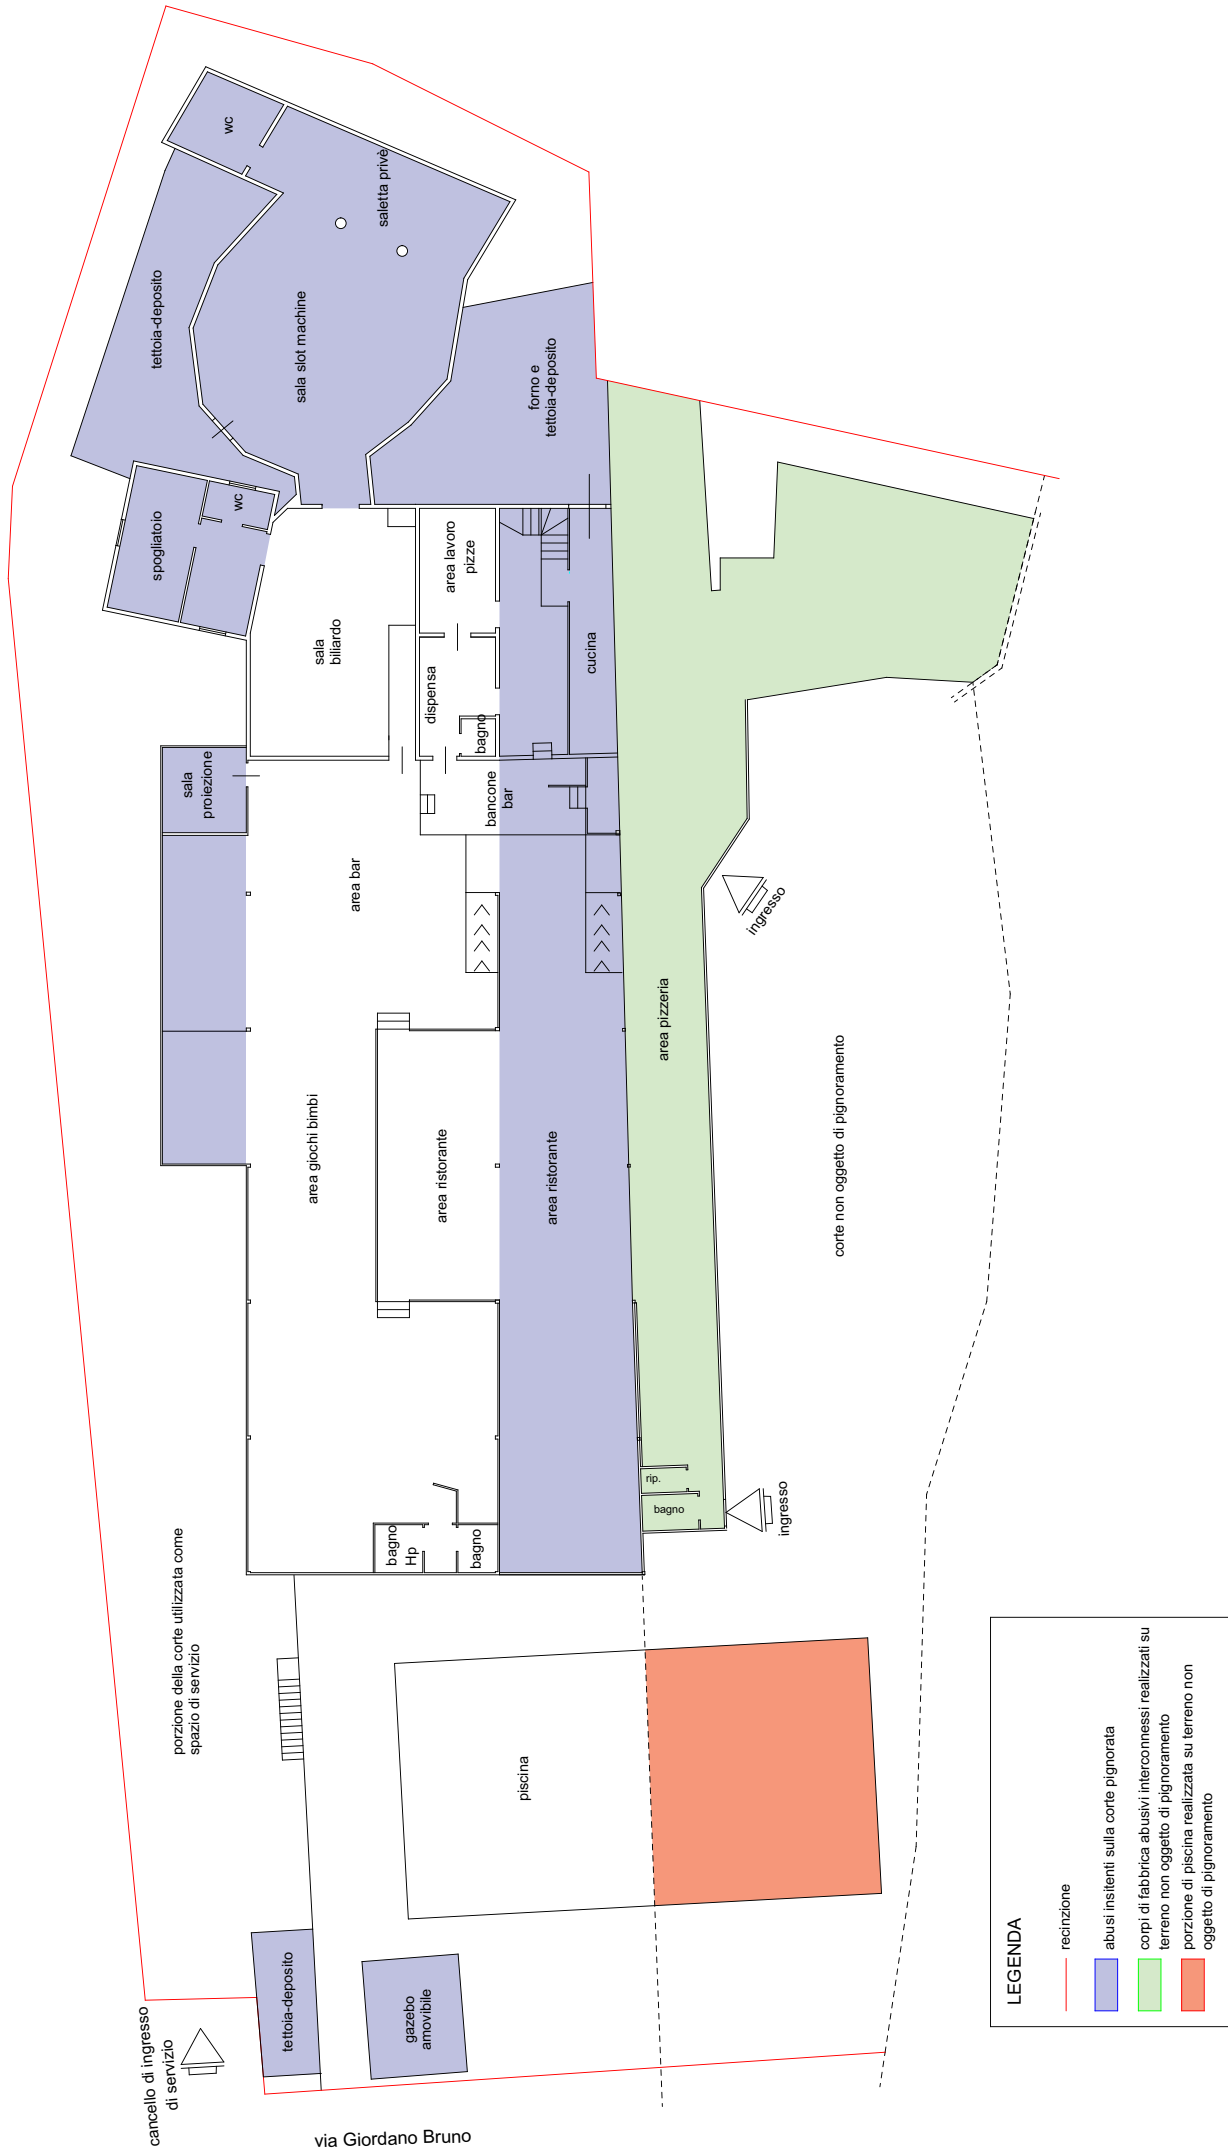 wc
saletta privè
tettoia-deposito
sala slot machine
forno e
tettoia-deposito
spogliatoio
wc
area lavoro
pizze
sala
biliardo
cucina
dispensa
bagno
sala
proiezione
bancone
bar
area bar
ingresso
area pizzeria
area giochi bimbi
area ristorante
area ristorante
corte non oggetto di pignoramento
rip.
bagno
ingresso
bagno
Hp
bagno
porzione della corte utilizzata come
spazio di servizio
piscina
tettoia-deposito
gazebo
amovibile
cancello di ingresso
di servizio
via Giordano Bruno
LEGENDA
recinzione
abusi insitenti sulla corte pignorata
corpi di fabbrica abusivi interconnessi realizzati su
terreno non oggetto di pignoramento
porzione di piscina realizzata su terreno non
oggetto di pignoramento